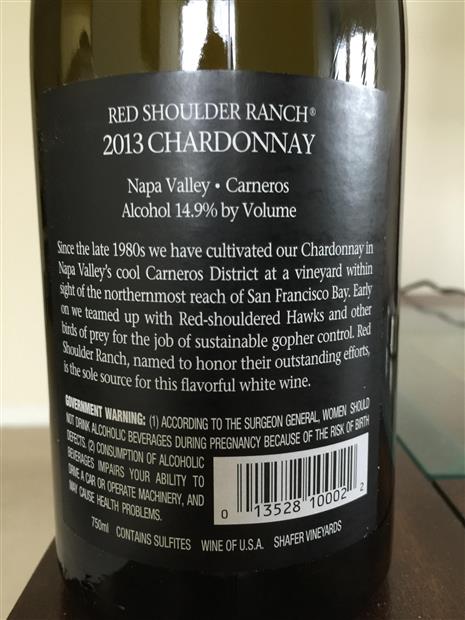 RED SHOULDER RANCH®
2013 CHARDONNAY
Napa Valley • Carneros
Alcohol 14.9% by Volume
Since the late 1980s we have cultivated our Chardonnay in
Napa Valley's cool Carneros District at a vineyard within
sight of the northernmost reach of San Francisco Bay. Early
on we teamed up with Red-shouldered Hawks and other
birds of prey for the job of sustainable gopher control. Red
Shoulder Ranch, named to honor their outstanding efforts,
is the sole source for this flavorful white wine.
GOVERNMENT WARNING: (1) ACCORDING TO THE SURGEON GENERAL, WOMEN SHOULD
NOT DRINK ALCOHOLIC BEVERAGES DURING PREGNANCY BECAUSE OF THE RISK OF BIRTH
DEFECTS. (2) CONSUMPTION OF ALCOHOLIC
BEVERAGES IMPAIRS YOUR ABILITY TO
DRIVE A CAR OR OPERATE MACHINERY, AND
MAY CAUSE HEALTH PROBLEMS.
0 13528 10002 2
750ml CONTAINS SULFITES WINE OF U.S.A. SHAFER VINEYARDS